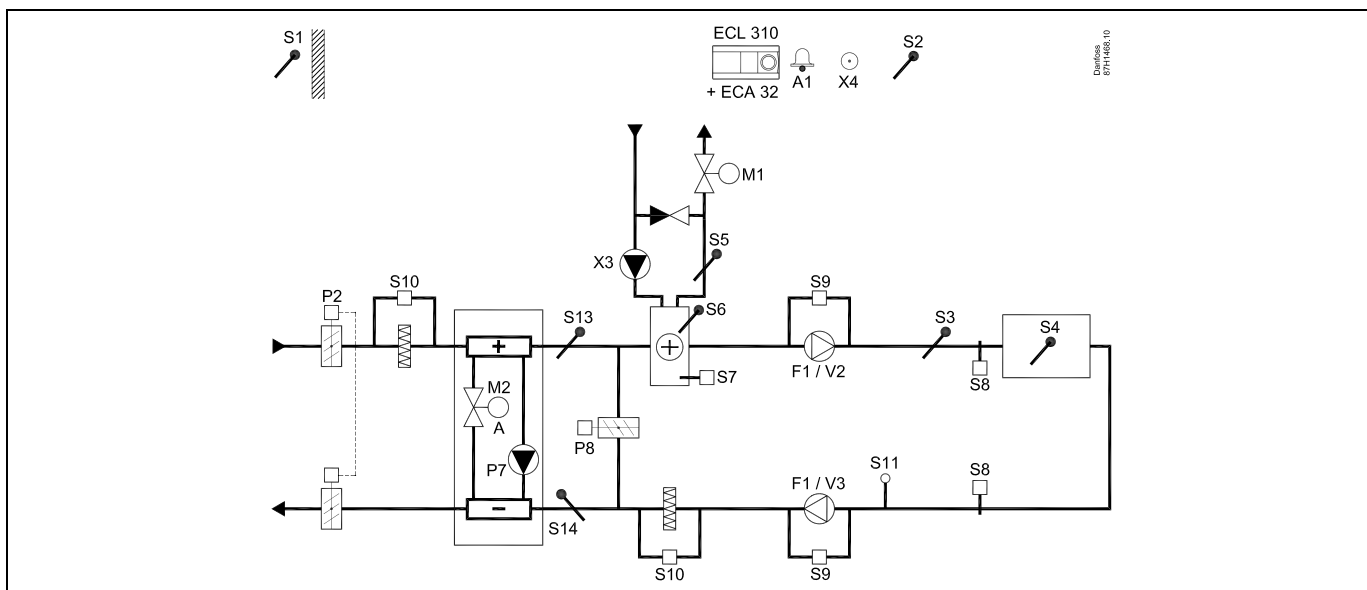 S1
ECL 310
+ ECA 32
A1
X4
S2
Danfoss
87H1468.10
M1
X3
S5
P2
S10
S13
S6
S9
S3
S4
F1 / V2
S7
S8
M2
A
P8
P7
S14
S11
F1 / V3
S8
S10
S9